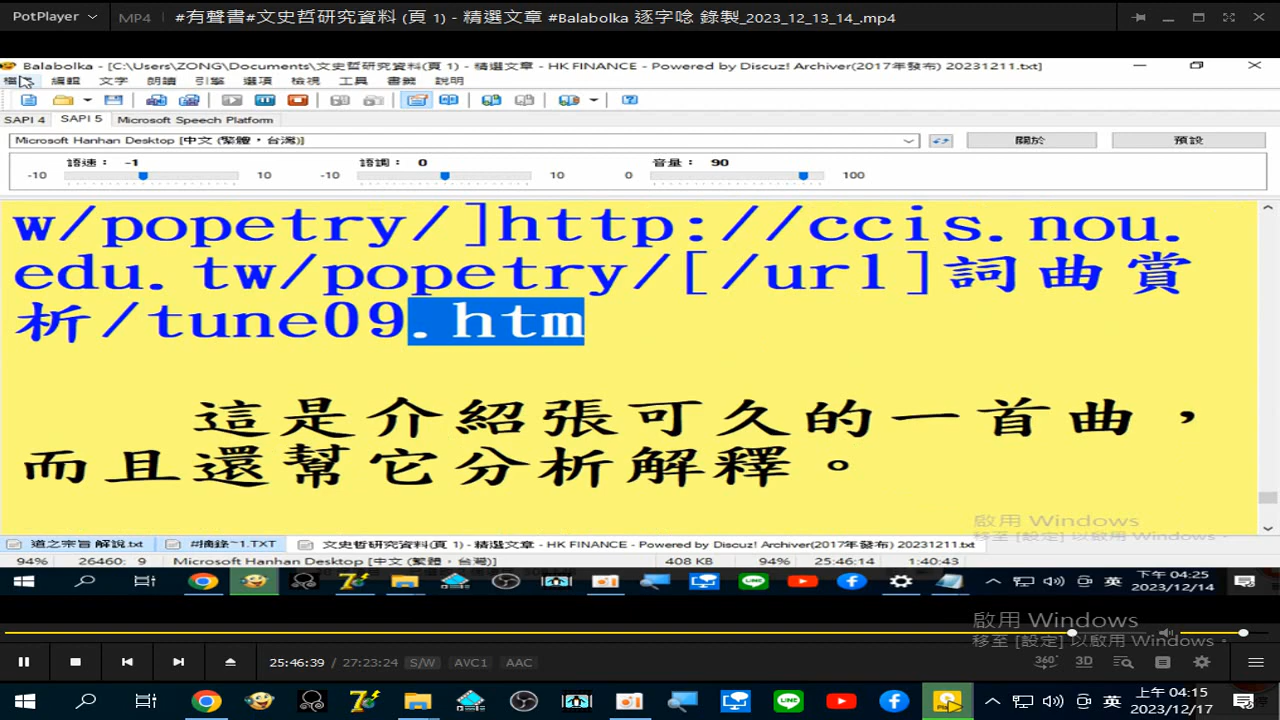 PotPlayer MP4 #有聲書#文史哲研究資料 (頁 1) - 精選文章 #Balabolka 逐字唸 錄製_2023_12_13_14_.mp4
Balabolka - [C:\Users\ZONG\Documents\文史哲研究資料(頁 1) - 精選文章 - HK FINANCE - Powered by Discuz! Archiver(2017年發布) 20231211.txt]
檔案 編輯 文字 朗讀 引擎 選項 檢視 工具 書籤 說明
SAPI 4 SAPI 5 Microsoft Speech Platform
Microsoft Hanhan Desktop [中文 (繁體，台灣)] 關於 預設
語速： -1 語調： 0 音量： 90
-10 10 -10 10 0 100
w/popetry/]http://ccis.nou.
edu.tw/popetry/[/url]詞曲賞
析/tune09.htm
這是介紹張可久的一首曲，
而且還幫它分析解釋。
啟用 Windows
移至 [設定] 以啟用 Windows。
道之宗旨 解說.txt #摘錄~1.TXT 文史哲研究資料(頁 1) - 精選文章 - HK FINANCE - Powered by Discuz! Archiver(2017年發布) 20231211.txt
94% 26460: 9 Microsoft Hanhan Desktop [中文 (繁體，台灣)] 408 KB 94% 25:46:14 1:40:43
英 下午 04:25
2023/12/14
啟用 Windows
移至 [設定] 以啟用 Windows。
25:46:39 / 27:23:24 S/W AVC1 AAC 360° 3D
英 上午 04:15
2023/12/17